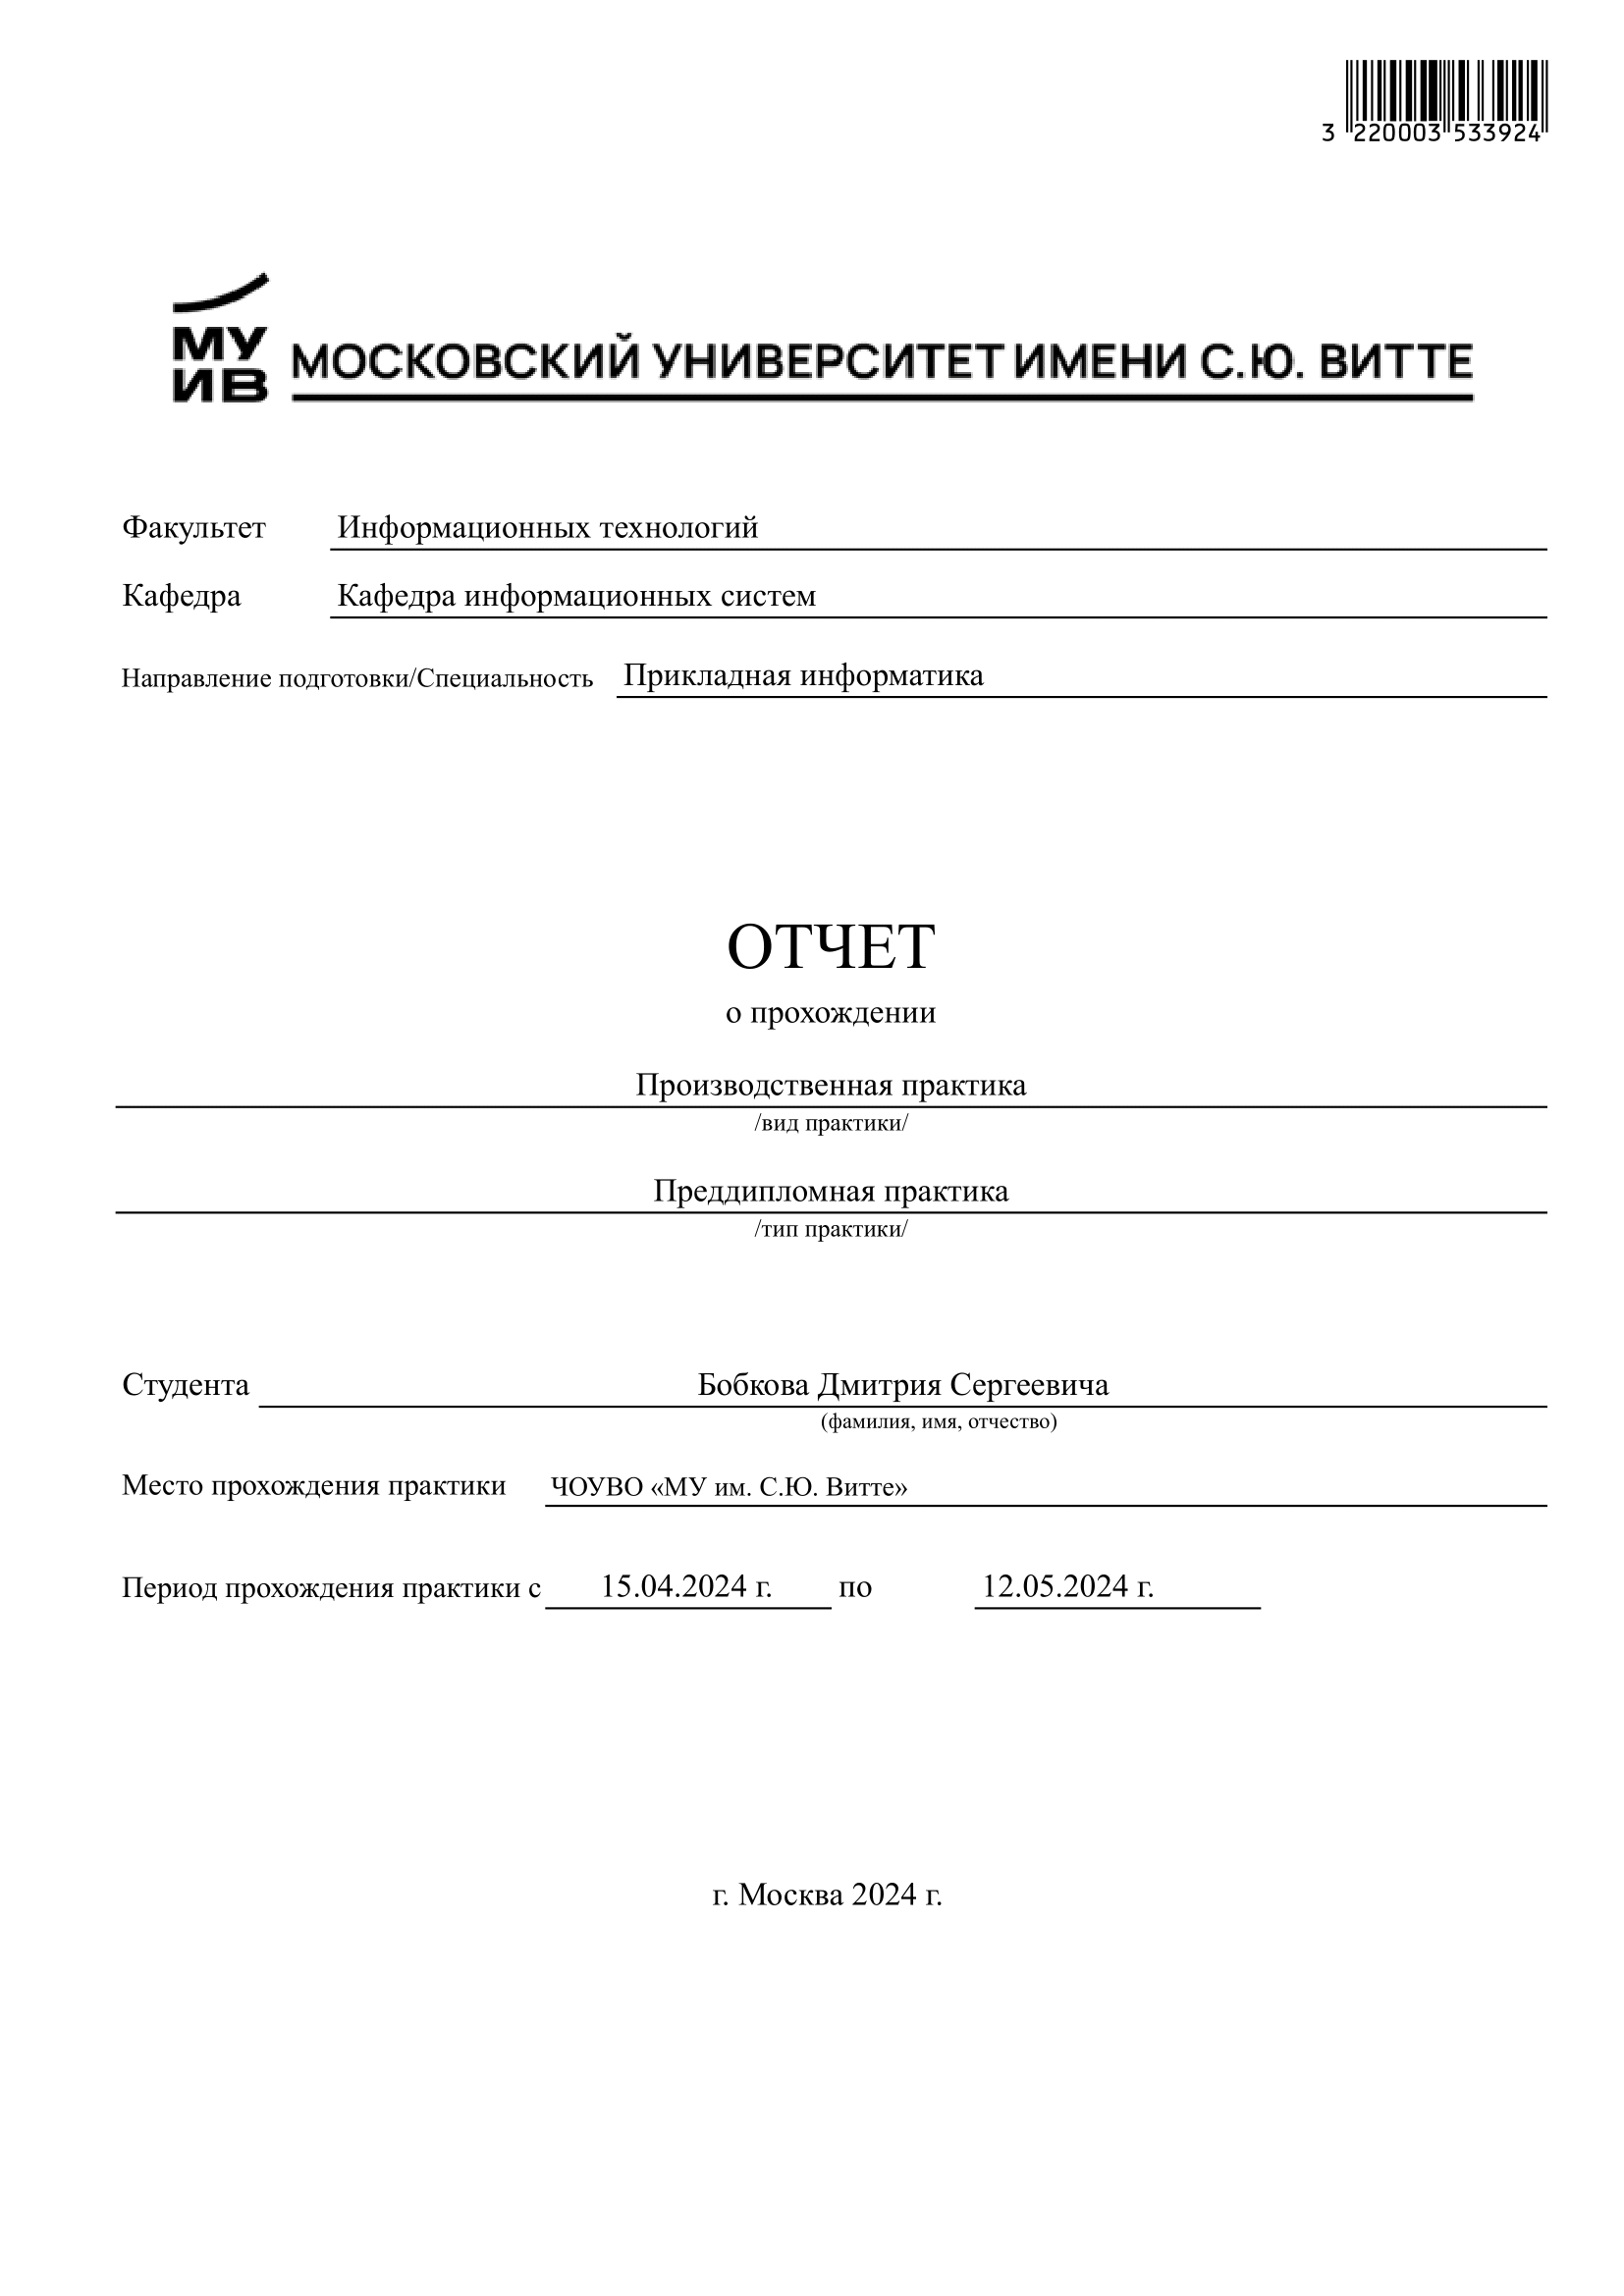 3 220003 533924
МУ
ИВ
МОСКОВСКИЙ УНИВЕРСИТЕТ ИМЕНИ С.Ю. ВИТТЕ
Факультет Информационных технологий
Кафедра Кафедра информационных систем
Направление подготовки/Специальность Прикладная информатика
ОТЧЕТ
о прохождении
Производственная практика
/вид практики/
Преддипломная практика
/тип практики/
Студента Бобкова Дмитрия Сергеевича
(фамилия, имя, отчество)
Место прохождения практики ЧОУВО «МУ им. С.Ю. Витте»
Период прохождения практики с 15.04.2024 г. по 12.05.2024 г.
г. Москва 2024 г.